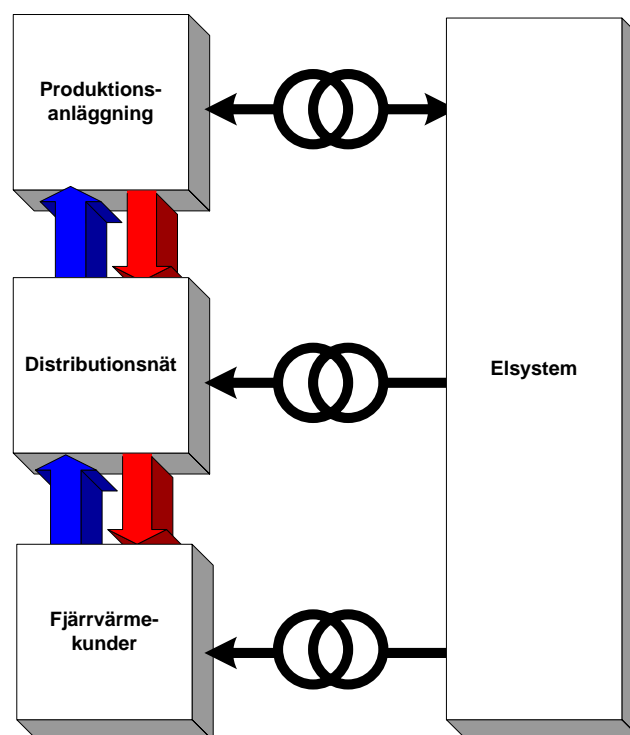 Produktions-
anläggning
Distributionsnät
Elsystem
Fjärrvärme-
kunder